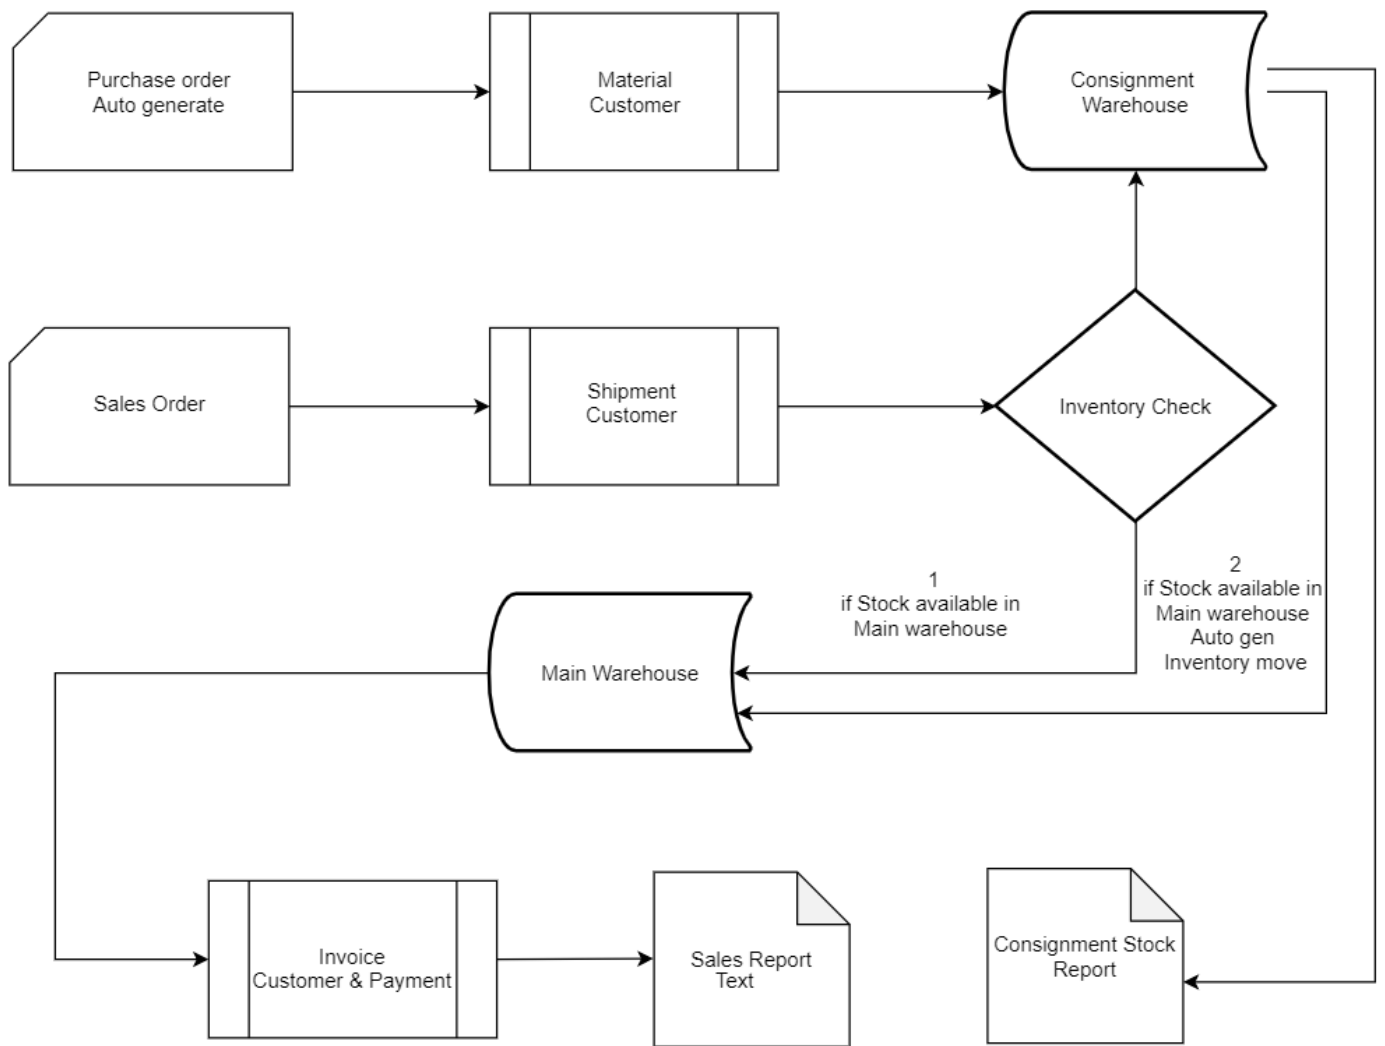 Purchase order
Auto generate
Material
Customer
Consignment
Warehouse
Sales Order
Shipment
Customer
Inventory Check
1
if Stock available in
Main warehouse
2
if Stock available in
Main warehouse
Auto gen
Inventory move
Main Warehouse
Invoice
Customer & Payment
Sales Report
Text
Consignment Stock
Report